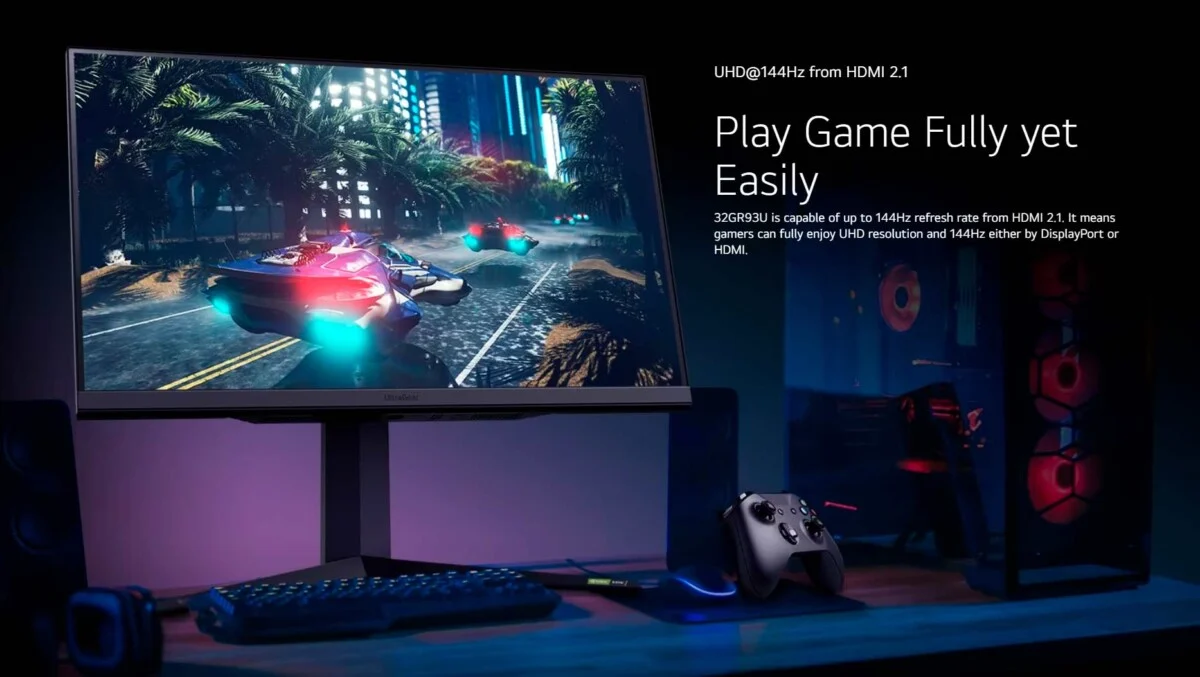 UHD@144Hz from HDMI 2.1
Play Game Fully yet
Easily
32GR93U is capable of up to 144Hz refresh rate from HDMI 2.1. It means
gamers can fully enjoy UHD resolution and 144Hz either by DisplayPort or
HDMI.
UltraGear